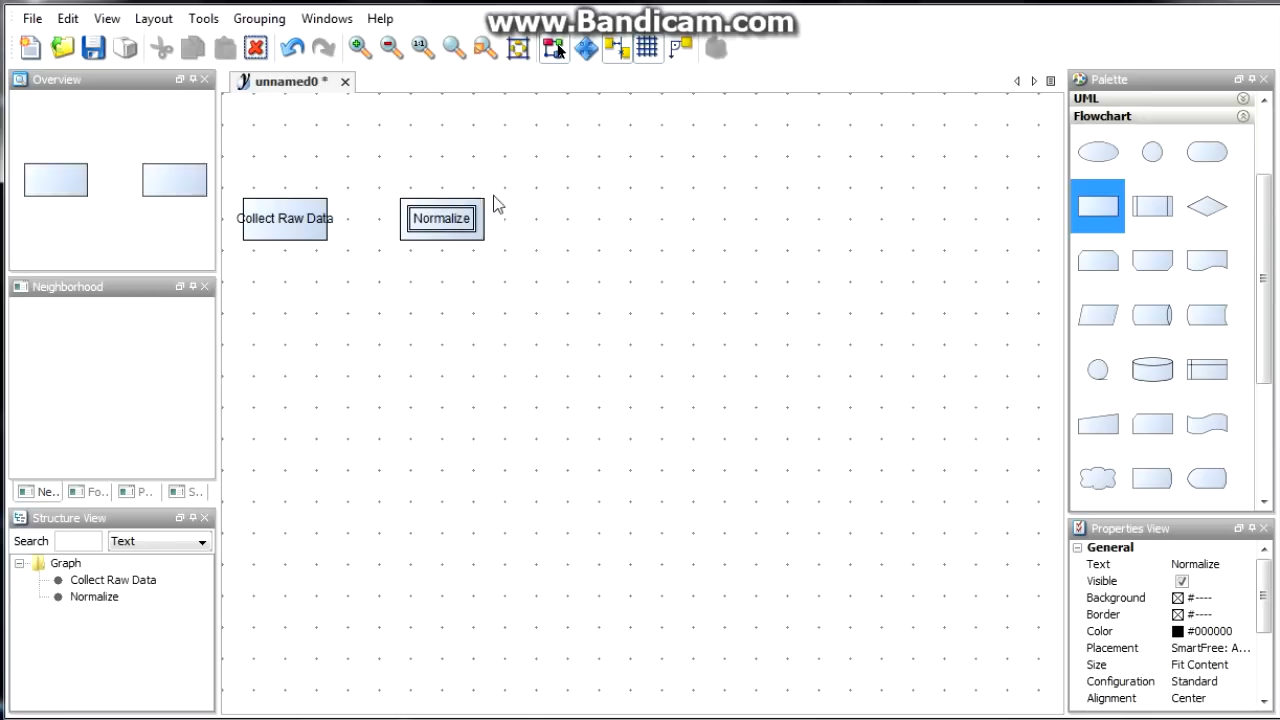 www.Bandicam.com
File Edit View Layout Tools Grouping Windows Help
1:1
Overview
unnamed0 *
Palette
UML
Flowchart
Collect Raw Data
Normalize
Neighborhood
Ne.. Fo.. P.. S..
Structure View
Search Text
Graph
Collect Raw Data
Normalize
Properties View
General
Text Normalize
Visible
Background #----
Border #----
Color #000000
Placement SmartFree: A...
Size Fit Content
Configuration Standard
Alignment Center